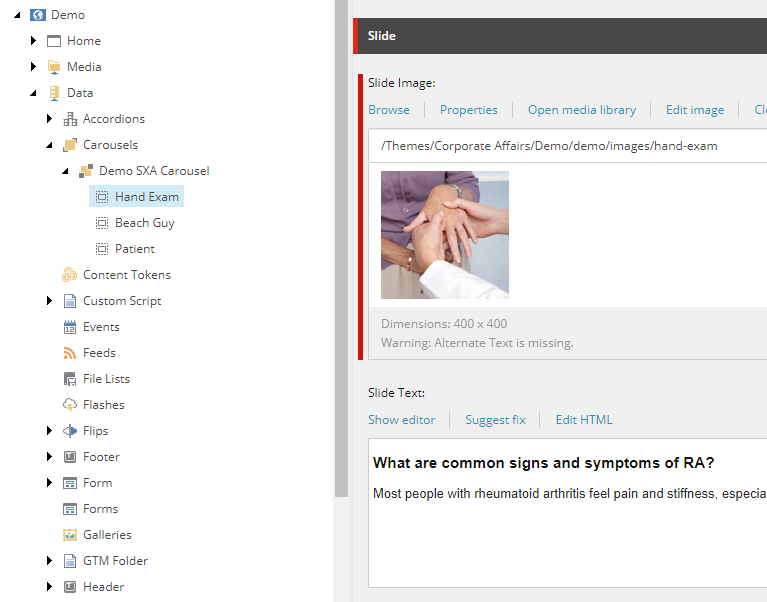 Demo
Home
Media
Data
Accordions
Carousels
Demo SXA Carousel
Hand Exam
Beach Guy
Patient
Content Tokens
Custom Script
Events
Feeds
File Lists
Flashes
Flips
Footer
Form
Forms
Galleries
GTM Folder
Header
Slide
Slide Image:
Browse Properties Open media library Edit image
/Themes/Corporate Affairs/Demo/demo/images/hand-exam
Dimensions: 400 x 400
Warning: Alternate Text is missing.
Slide Text:
Show editor Suggest fix Edit HTML
What are common signs and symptoms of RA?
Most people with rheumatoid arthritis feel pain and stiffness,